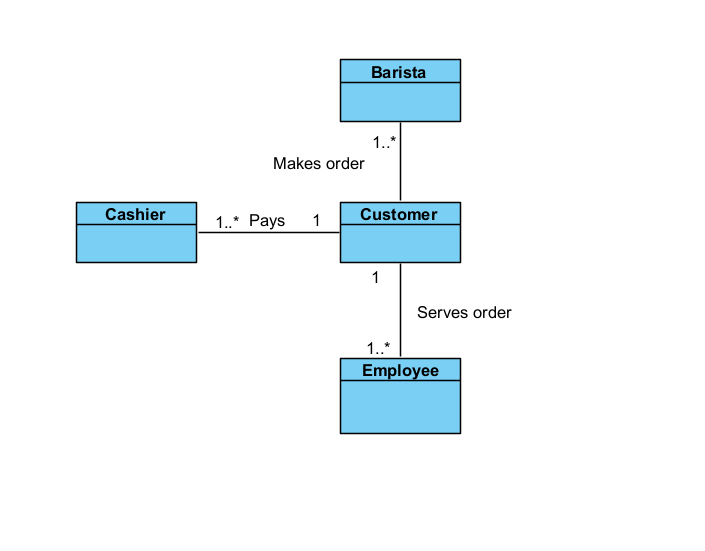 Barista
1..*
Makes order
Cashier
1..* Pays 1
Customer
1
Serves order
1..*
Employee